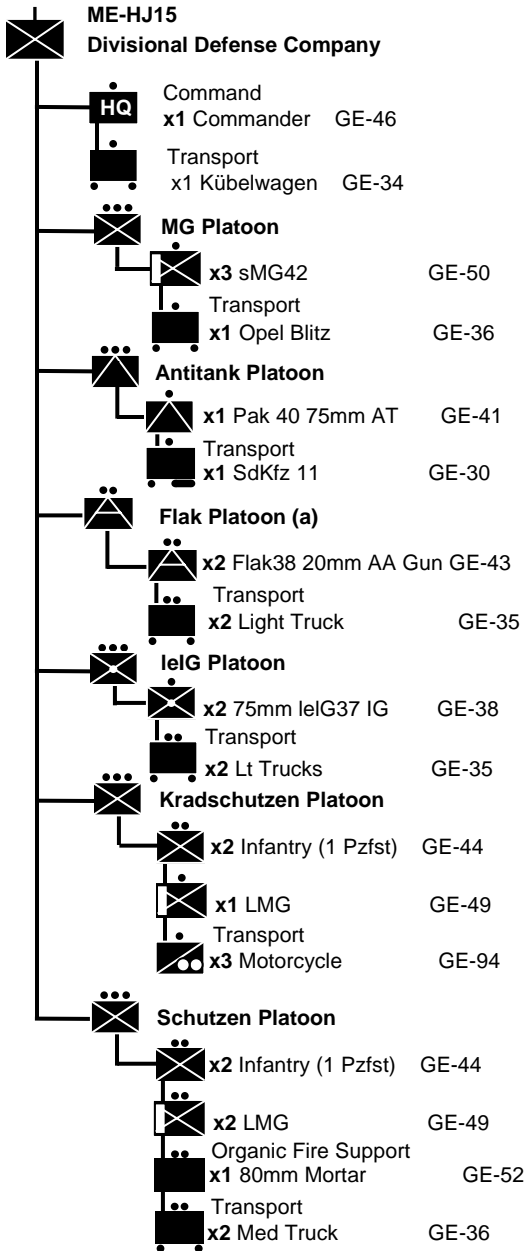 ME-HJ15
Divisional Defense Company
HQ
Command
x1 Commander GE-46
Transport
x1 Kübelwagen GE-34
MG Platoon
x3 sMG42 GE-50
Transport
x1 Opel Blitz GE-36
Antitank Platoon
x1 Pak 40 75mm AT GE-41
Transport
x1 SdKfz 11 GE-30
Flak Platoon (a)
x2 Flak38 20mm AA Gun GE-43
Transport
x2 Light Truck GE-35
leIG Platoon
x2 75mm leIG37 IG GE-38
Transport
x2 Lt Trucks GE-35
Kradschutzen Platoon
x2 Infantry (1 Pzfst) GE-44
x1 LMG GE-49
Transport
x3 Motorcycle GE-94
Schutzen Platoon
x2 Infantry (1 Pzfst) GE-44
x2 LMG GE-49
Organic Fire Support
x1 80mm Mortar GE-52
Transport
x2 Med Truck GE-36